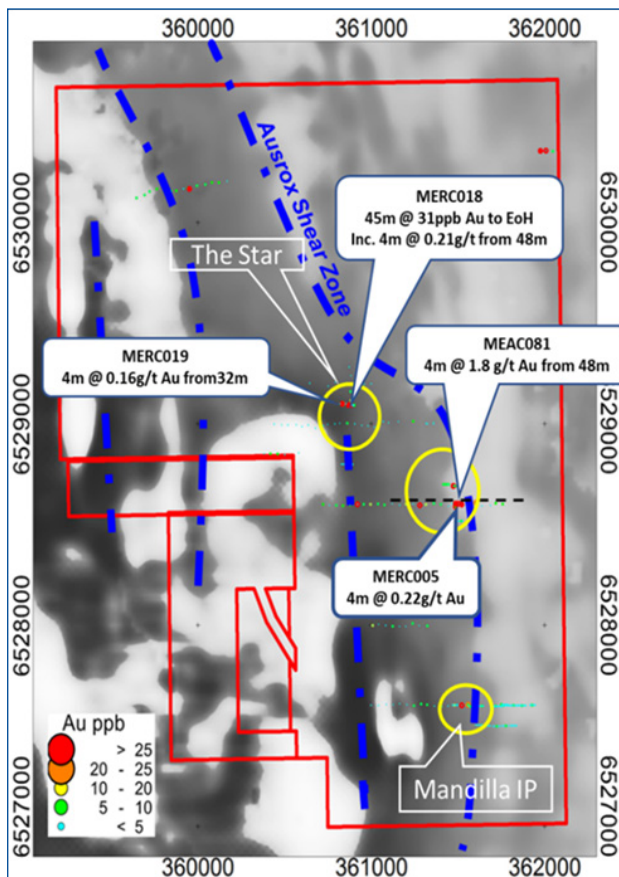 360000 361000 362000
MERC018
45m @ 31ppb Au to EoH
Inc. 4m @ 0.21g/t from 48m
Ausrox Shear Zone
The Star
6530000
6530000
MERC019
4m @ 0.16g/t Au from32m
MEAC081
4m @ 1.8 g/t Au from 48m
6529000
6529000
MERC005
4m @ 0.22g/t Au
6528000
6528000
Au ppb
> 25
20 - 25
10 - 20
5 - 10
< 5
Mandilla IP
6527000
6527000
360000 361000 362000